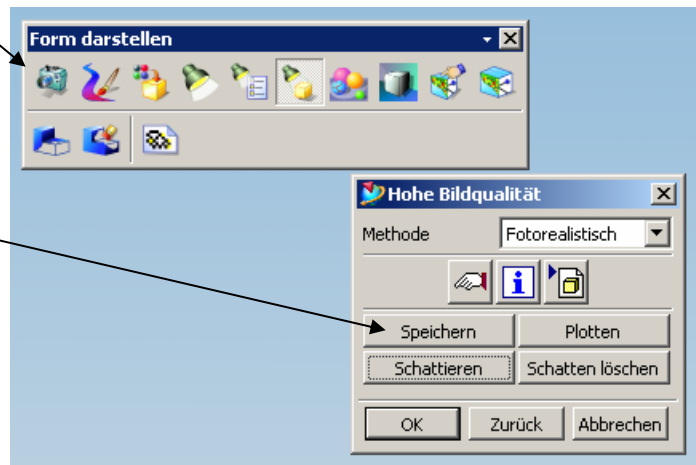 Form darstellen
Hohe Bildqualität
Methode Fotorealistisch
Speichern Plotten
Schattieren Schatten löschen
OK Zurück Abbrechen